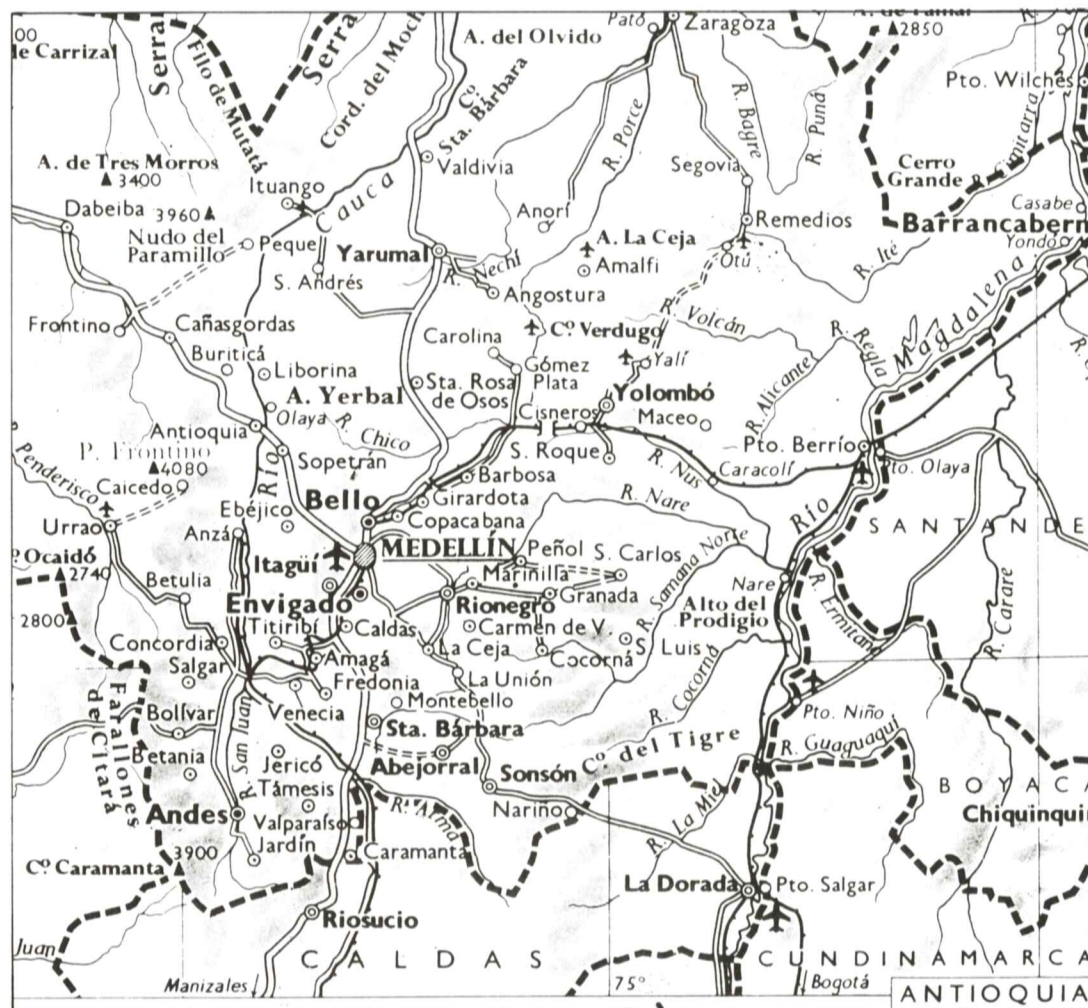 00
le Carrizal
Serra
Filo de Mutatá
Serra
Cord. del Moch
A. del Olvido
Pato
Zaragoza
2850
Pto. Wilches
Cº Sta. Bárbara
R. Porce
R. Bagre
R. Puná
A. de Tres Morros
3400
Ituango
Cauca
Valdivia
Segovia
Cerro
Grande
Casabe
Dabeiba
3960
Nudo del
Paramillo
Peque
Anorí
Remedios
Barrancaberm
Yondó
Yarumal
R. Nechí
A. La Ceja
Amalfi
Otú
R. Ité
S. Andrés
Angostura
Magdalena
Frontino
Cañasgordas
Carolina
Cº Verdugo
R. Volcán
R. Regla
Buriticá
Liborina
Gómez
Plata
Yalí
Sta. Rosa
de Osos
A. Yerbal
Yolombó
R. Alicante
Olaya
R. Chico
Cisneros
Maceo
Antioquia
Pto. Berrío
P. Frontino
4080
Río
Sopetrán
S. Roque
R. Nus
Caracolí
Pto. Olaya
R. Penderisco
Caicedo
Barbosa
Bello
Girardota
R. Nare
Río
Urrao
Ebéjico
Copacabana
SANTANDE
Anzá
MEDELLÍN
Peñol
S. Carlos
º Ocaidó
2740
Itagüí
Marinilla
R. Samaná Norte
Nare
Betulia
Envigado
Rionegro
Granada
Alto del
Prodigio
R. Ermitano
R. Carare
2800
Titiribí
Caldas
Carmen de V.
Concordia
La Ceja
Cocorná
S. Luis
Salgar
Amagá
La Unión
Fredonia
Farallones
del Citará
Venecia
Montebello
R. Cocorná
Bolívar
R. San Juan
Sta. Bárbara
Pto. Niño
R. Guaguaqui
Betania
Jericó
Abejorral
Sonsón
Cº del Tigre
BOYACA
Támesis
Nariño
R. La Miel
Chiquinqui
Andes
Valparaíso
R. Arma
Jardín
Caramanta
Cº Caramanta
3900
La Dorada
Pto. Salgar
Riosucio
Juan
CALDAS
CUNDINAMARCA
Manizales
75°
Bogotá
ANTIOQUIA